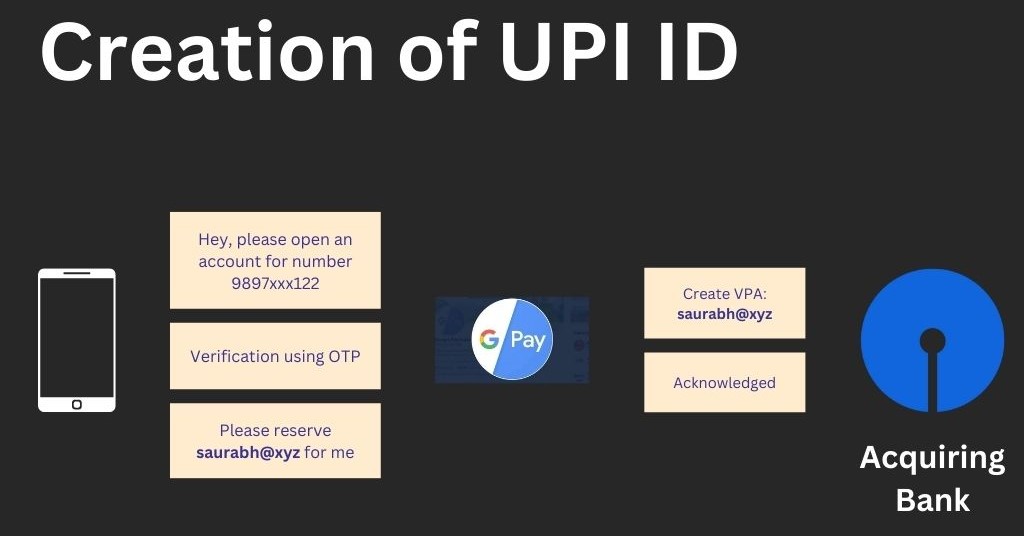 Creation of UPI ID
Hey, please open an
account for number
9897xxx122
Verification using OTP
Please reserve
saurabh@xyz for me
G Pay
Create VPA:
saurabh@xyz
Acknowledged
Acquiring
Bank